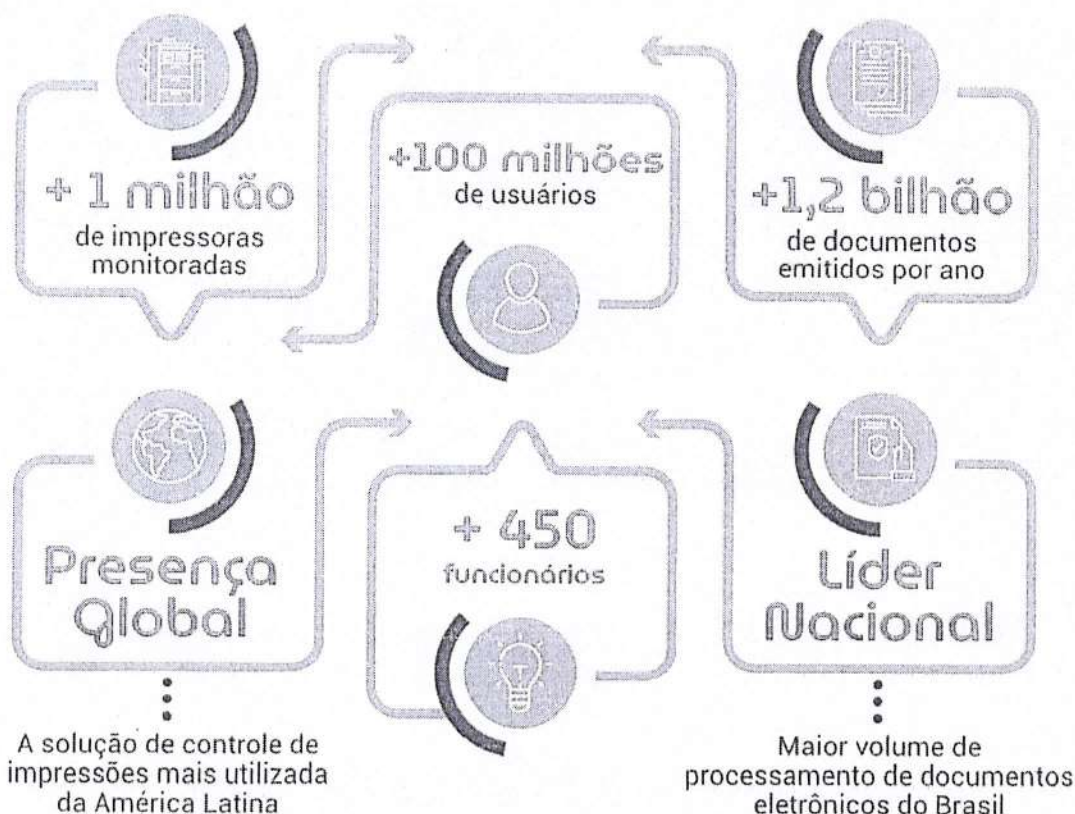 + 1 milhão
de impressoras
monitoradas
+100 milhões
de usuários
+1,2 bilhão
de documentos
emitidos por ano
Presença
Global
A solução de controle de
impressões mais utilizada
da América Latina
+ 450
funcionários
Líder
Nacional
Maior volume de
processamento de documentos
eletrônicos do Brasil